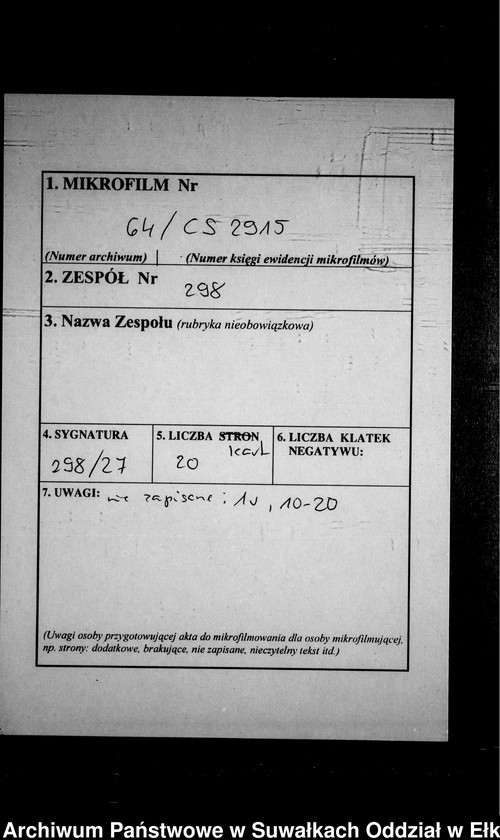 1. MIKROFILM Nr
64/CS 2915
(Numer archiwum) (Numer księgi ewidencji mikrofilmów)
2. ZESPÓŁ Nr
298
3. Nazwa Zespołu (rubryka nieobowiązkowa)
4. SYGNATURA
298/27
5. LICZBA STRON
kart
20
6. LICZBA KLATEK
NEGATYWU:
7. UWAGI: nie zapisane: 1v, 10-20
(Uwagi osoby przygotowującej akta do mikrofilmowania dla osoby mikrofilmującej,
np. strony: dodatkowe, brakujące, nie zapisane, nieczytelny tekst itd.)
Archiwum Państwowe w Suwałkach Oddział w Ełk